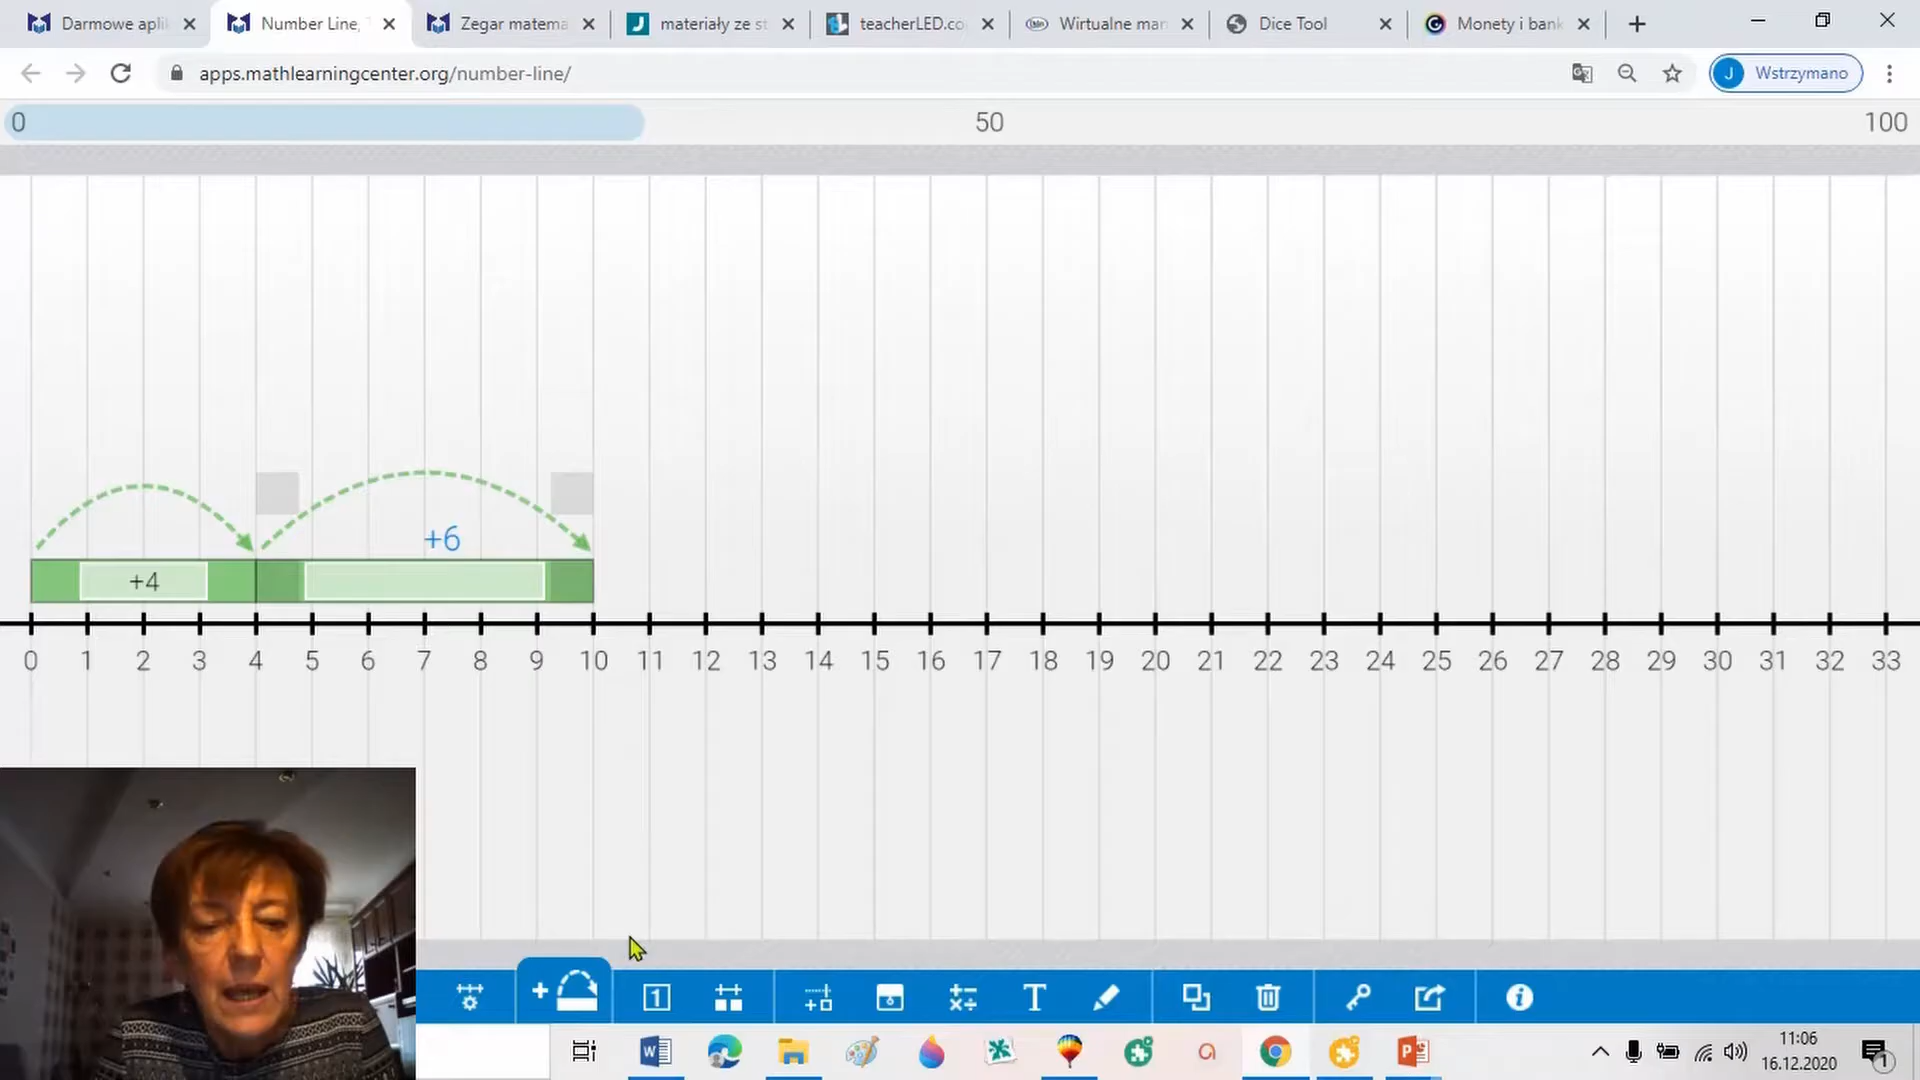 Darmowe apli
Number Line,
Zegar matema
materiały ze st
teacherLED.co
Wirtualne mar
Dice Tool
Monety i bank
apps.mathlearningcenter.org/number-line/
J Wstrzymano
0 50 100
+6
+4
0 1 2 3 4 5 6 7 8 9 10 11 12 13 14 15 16 17 18 19 20 21 22 23 24 25 26 27 28 29 30 31 32 33
+ 1 T i
11:06
16.12.2020
1